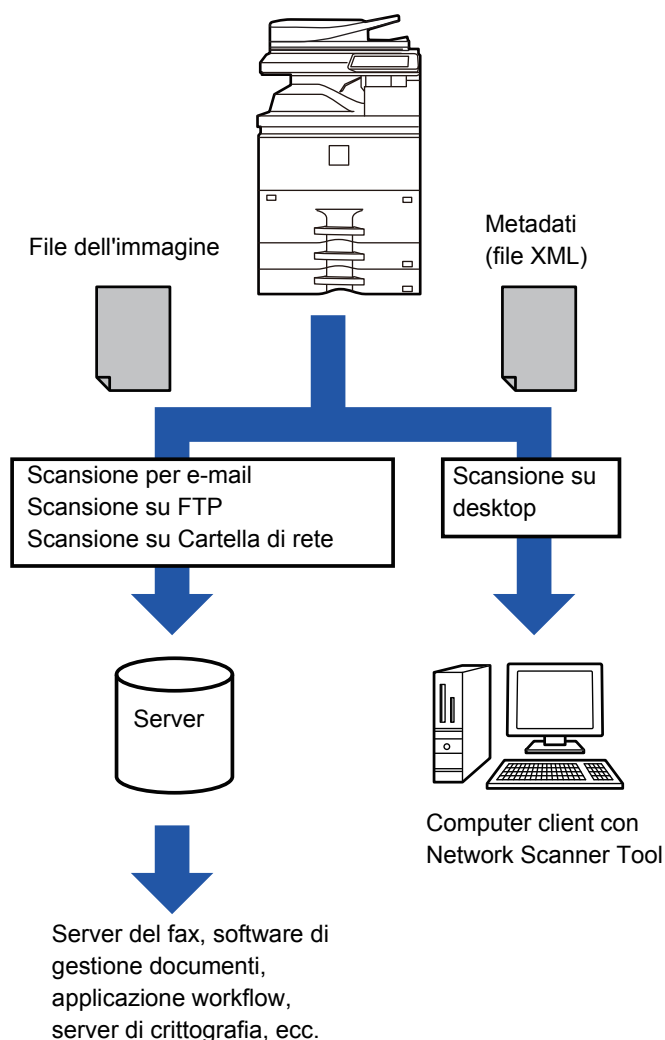 File dell'immagine
Metadati
(file XML)
Scansione per e-mail
Scansione su FTP
Scansione su Cartella di rete
Scansione su
desktop
Server
Computer client con
Network Scanner Tool
Server del fax, software di
gestione documenti,
applicazione workflow,
server di crittografia, ecc.